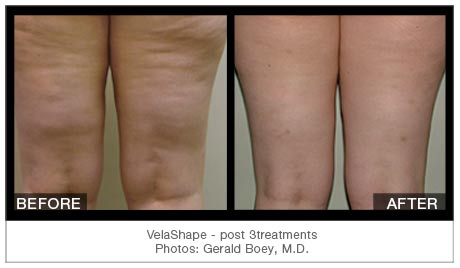 BEFORE
AFTER
VelaShape - post 3treatments
Photos: Gerald Boey, M.D.